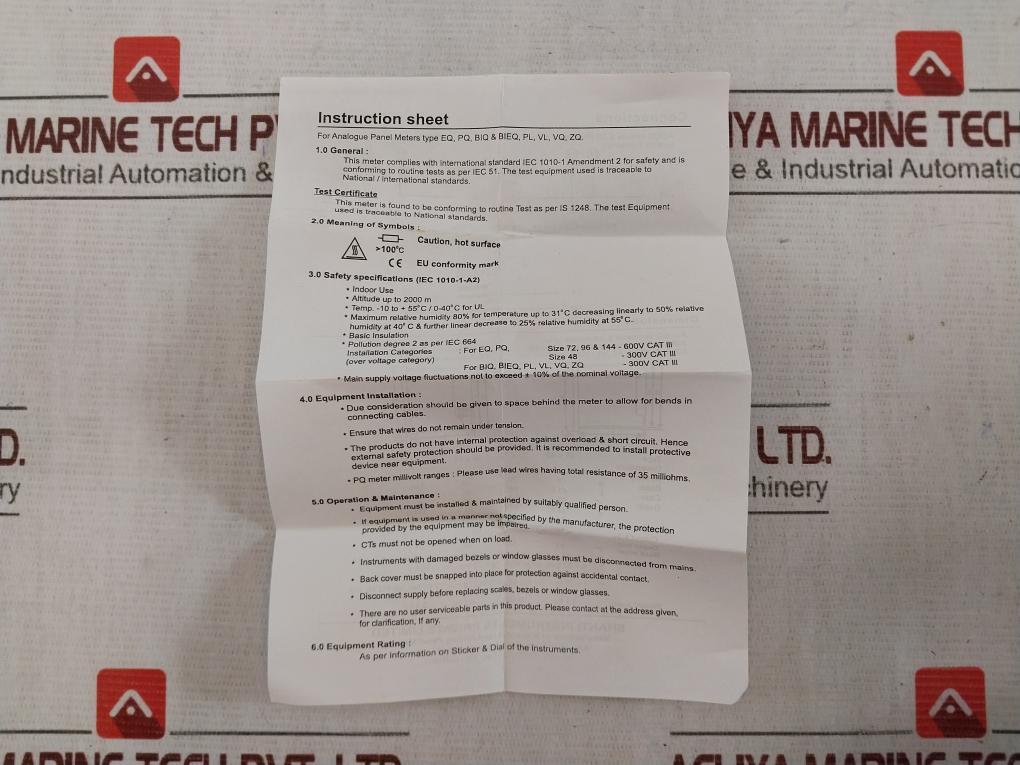 MARINE TECH P
IYA MARINE TECH
ndustrial Automation &
e & Industrial Automatio
Instruction sheet
For Analogue Panel Meters type EQ, PQ, BIQ & BIEQ, PL, VL, VQ, ZQ.
1.0 General :
This meter complies with international standard IEC 1010-1 Amendment 2 for safety and is
conforming to routine tests as per IEC 51. The test equipment used is traceable to
National / International standards.
Test Certificate
This meter is found to be conforming to routine Test as per IS 1248. The test Equipment
used is traceable to National standards.
2.0 Meaning of Symbols :
>100°C Caution, hot surface
CE EU conformity mark
3.0 Safety specifications (IEC 1010-1-A2)
• Indoor Use
• Altitude up to 2000 m
• Temp. -10 to + 55°C / 0-40°C for UL
• Maximum relative humidity 80% for temperature up to 31°C decreasing linearly to 50% relative
humidity at 40°C & further linear decrease to 25% relative humidity at 55°C.
• Basic Insulation
• Pollution degree 2 as per IEC 664
Installation Categories : For EQ, PQ, Size 72, 96 & 144 - 600V CAT III
(over voltage category) Size 48 - 300V CAT III
For BIQ, BIEQ, PL, VL, VQ, ZQ - 300V CAT III
• Main supply voltage fluctuations not to exceed ± 10% of the nominal voltage.
4.0 Equipment Installation :
• Due consideration should be given to space behind the meter to allow for bends in
connecting cables.
• Ensure that wires do not remain under tension.
• The products do not have internal protection against overload & short circuit. Hence
external safety protection should be provided. It is recommended to install protective
device near equipment.
• PQ meter millivolt ranges : Please use lead wires having total resistance of 35 milliohms.
5.0 Operation & Maintenance :
• Equipment must be installed & maintained by suitably qualified person.
• If equipment is used in a manner not specified by the manufacturer, the protection
provided by the equipment may be impaired.
• CTs must not be opened when on load.
• Instruments with damaged bezels or window glasses must be disconnected from mains.
• Back cover must be snapped into place for protection against accidental contact.
• Disconnect supply before replacing scales, bezels or window glasses.
• There are no user serviceable parts in this product. Please contact at the address given,
for clarification, If any.
6.0 Equipment Rating :
As per information on Sticker & Dial of the instruments.
D.
LTD.
ry
hinery
MARINE TECH PVT. LTD
ACHYA MARINE TEC